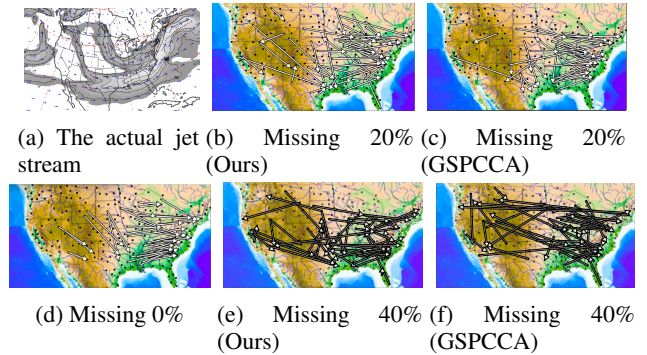 (a) The actual jet
stream
(b) Missing 20%
(Ours)
(c) Missing 20%
(GSPCCA)
(d) Missing 0%
(e) Missing 40%
(Ours)
(f) Missing 40%
(GSPCCA)